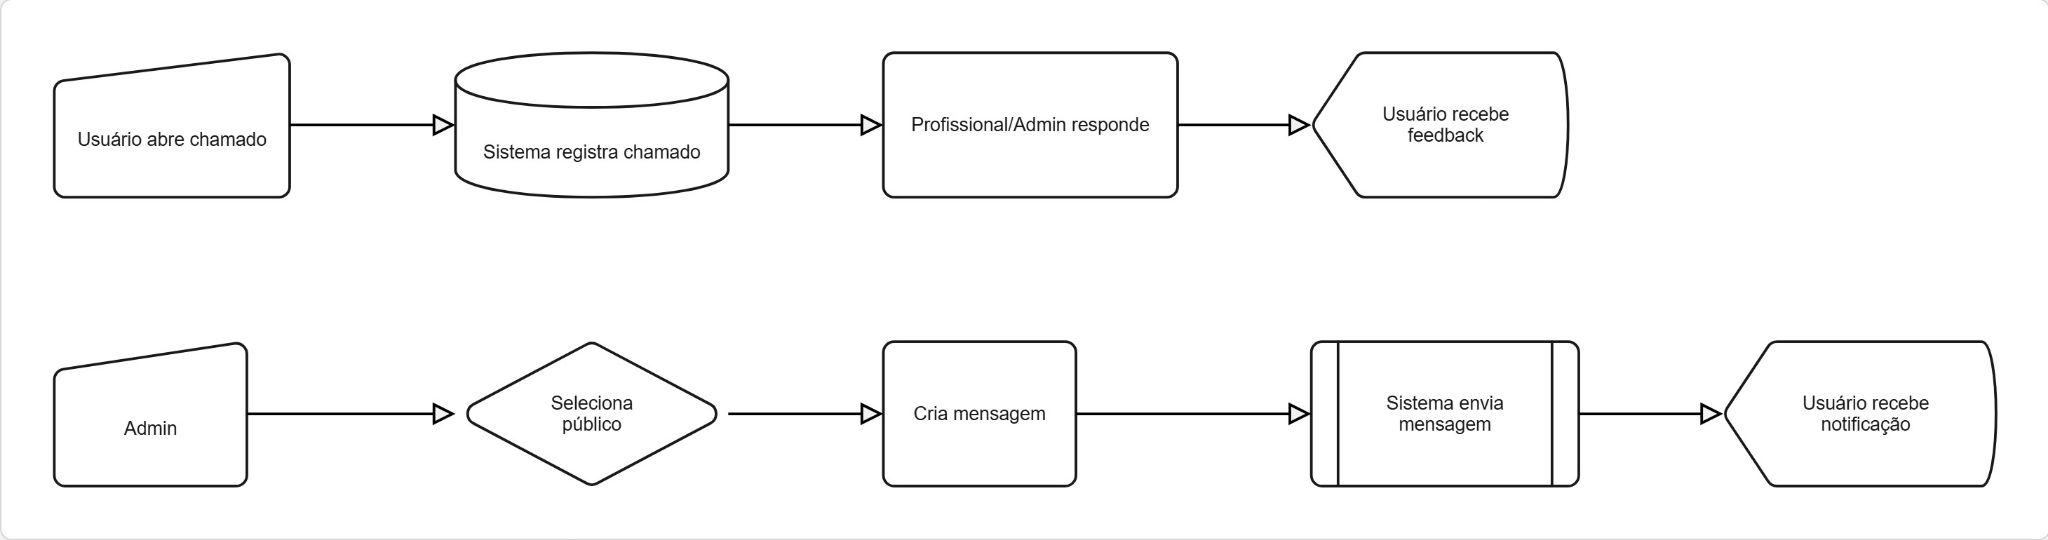 Usuário abre chamado
Sistema registra chamado
Profissional/Admin responde
Usuário recebe
feedback
Admin
Seleciona
público
Cria mensagem
Sistema envia
mensagem
Usuário recebe
notificação